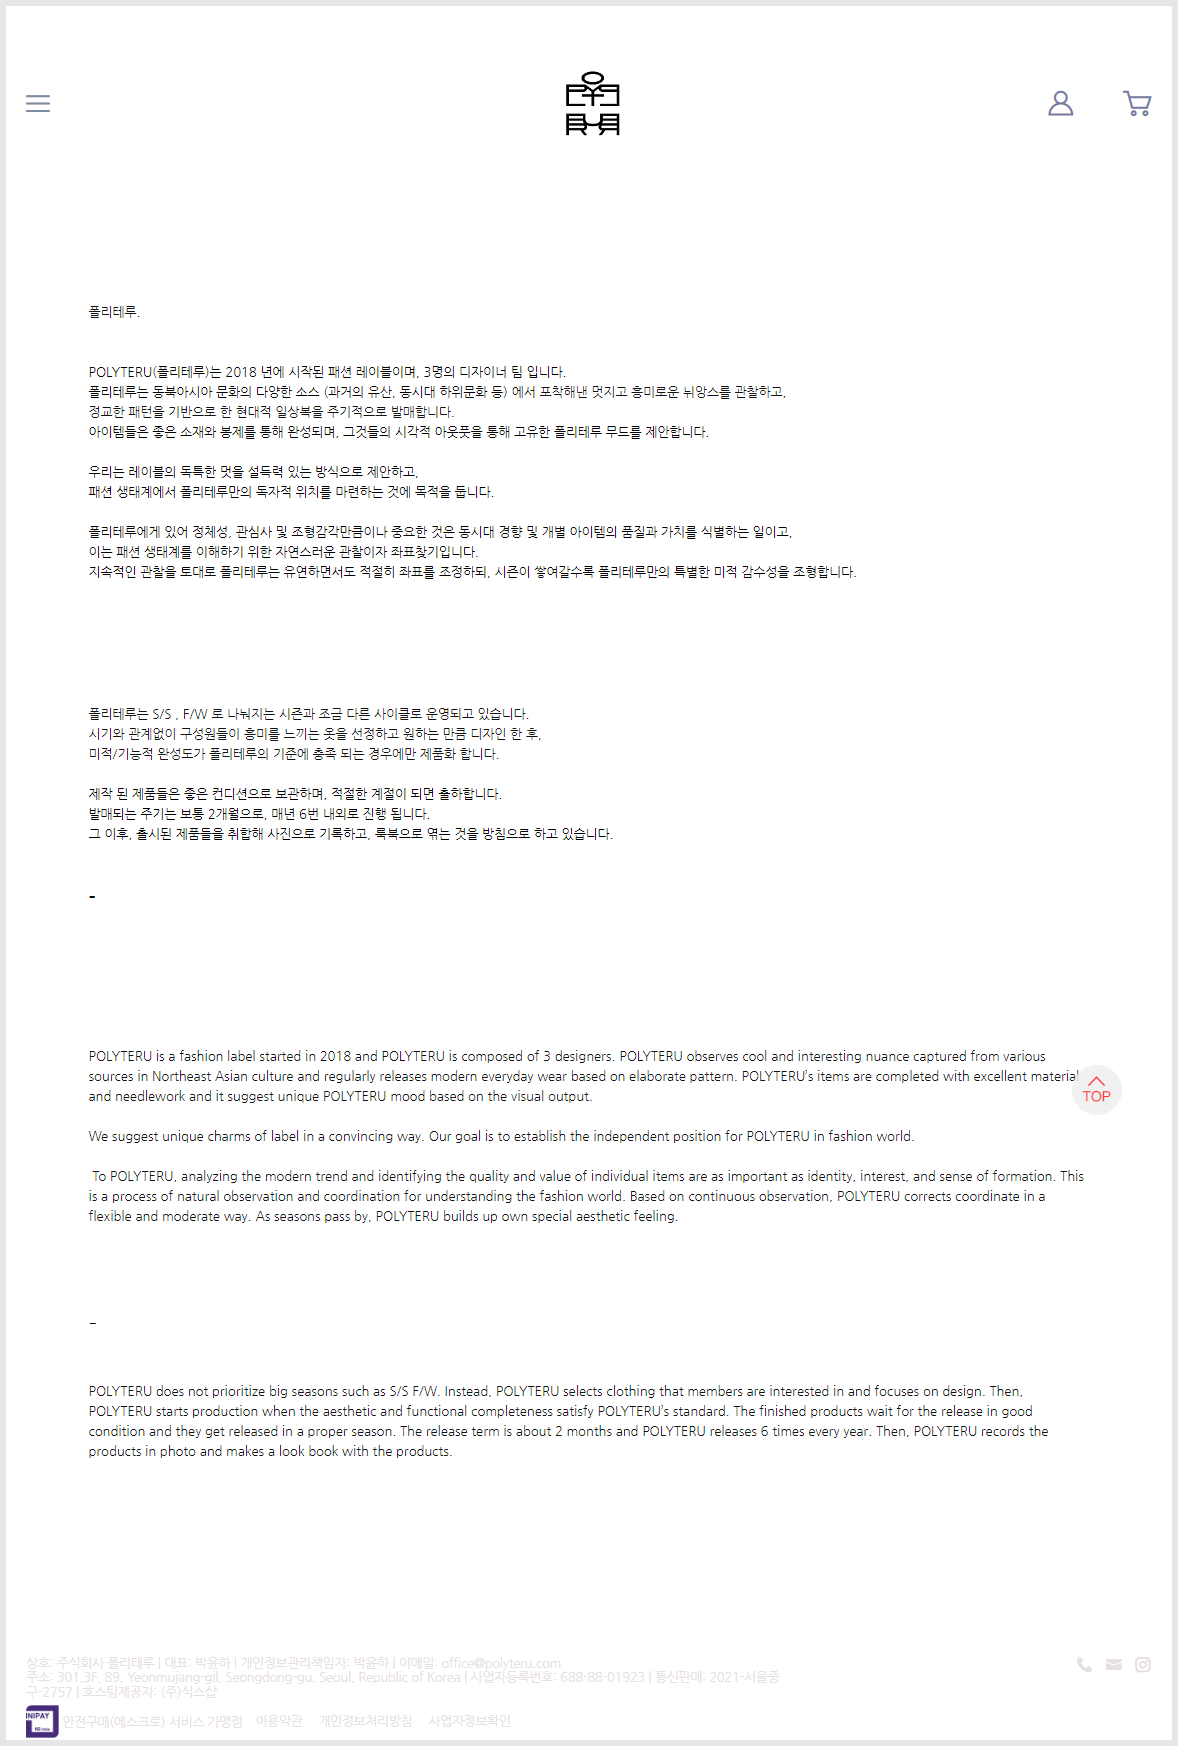 폴리테루.
POLYTERU(폴리테루)는 2018 년에 시작된 패션 레이블이며, 3명의 디자이너 팀 입니다.
폴리테루는 동북아시아 문화의 다양한 소스 (과거의 유산, 동시대 하위문화 등) 에서 포착해낸 멋지고 흥미로운 뉘앙스를 관찰하고,
정교한 패턴을 기반으로 한 현대적 일상복을 주기적으로 발매합니다.
아이템들은 좋은 소재와 봉제를 통해 완성되며, 그것들의 시각적 아웃풋을 통해 고유한 폴리테루 무드를 제안합니다.
우리는 레이블의 독특한 멋을 설득력 있는 방식으로 제안하고,
패션 생태계에서 폴리테루만의 독자적 위치를 마련하는 것에 목적을 둡니다.
폴리테루에게 있어 정체성, 관심사 및 조형감각만큼이나 중요한 것은 동시대 경향 및 개별 아이템의 품질과 가치를 식별하는 일이고,
이는 패션 생태계를 이해하기 위한 자연스러운 관찰이자 좌표찾기입니다.
지속적인 관찰을 토대로 폴리테루는 유연하면서도 적절히 좌표를 조정하되, 시즌이 쌓여갈수록 폴리테루만의 특별한 미적 감수성을 조형합니다.
폴리테루는 S/S , F/W 로 나눠지는 시즌과 조금 다른 사이클로 운영되고 있습니다.
시기와 관계없이 구성원들이 흥미를 느끼는 옷을 선정하고 원하는 만큼 디자인 한 후,
미적/기능적 완성도가 폴리테루의 기준에 충족 되는 경우에만 제품화 합니다.
제작 된 제품들은 좋은 컨디션으로 보관하며, 적절한 계절이 되면 출하합니다.
발매되는 주기는 보통 2개월으로, 매년 6번 내외로 진행 됩니다.
그 이후, 출시된 제품들을 취합해 사진으로 기록하고, 룩북으로 엮는 것을 방침으로 하고 있습니다.
-
POLYTERU is a fashion label started in 2018 and POLYTERU is composed of 3 designers. POLYTERU observes cool and interesting nuance captured from various
sources in Northeast Asian culture and regularly releases modern everyday wear based on elaborate pattern. POLYTERU's items are completed with excellent material
and needlework and it suggest unique POLYTERU mood based on the visual output.
TOP
We suggest unique charms of label in a convincing way. Our goal is to establish the independent position for POLYTERU in fashion world.
To POLYTERU, analyzing the modern trend and identifying the quality and value of individual items are as important as identity, interest, and sense of formation. This
is a process of natural observation and coordination for understanding the fashion world. Based on continuous observation, POLYTERU corrects coordinate in a
flexible and moderate way. As seasons pass by, POLYTERU builds up own special aesthetic feeling.
-
POLYTERU does not prioritize big seasons such as S/S F/W. Instead, POLYTERU selects clothing that members are interested in and focuses on design. Then,
POLYTERU starts production when the aesthetic and functional completeness satisfy POLYTERU's standard. The finished products wait for the release in good
condition and they get released in a proper season. The release term is about 2 months and POLYTERU releases 6 times every year. Then, POLYTERU records the
products in photo and makes a look book with the products.
상호: 주식회사 폴리테루 | 대표: 박윤하 | 개인정보관리책임자: 박윤하 | 이메일: office@polyteru.com
주소: 301,3F, 89, Yeonmujang-gil, Seongdong-gu, Seoul, Republic of Korea | 사업자등록번호: 688-88-01923 | 통신판매: 2021-서울중
구-2757 | 호스팅제공자: (주)식스샵
INIPAY 안전구매(에스크로) 서비스 가맹점 이용약관 개인정보처리방침 사업자정보확인